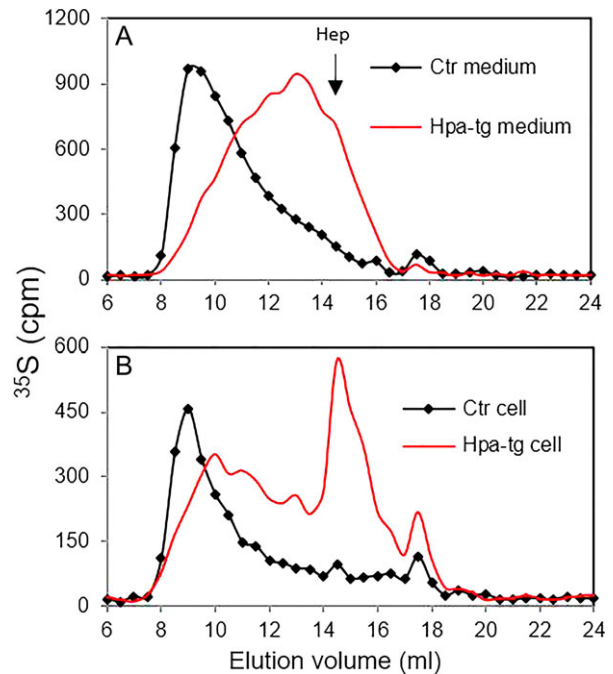 1200
A
Hep
Ctr medium
900
Hpa-tg medium
600
300
0
6 8 10 12 14 16 18 20 22 24
35S (cpm)
600
B
Ctr cell
450
Hpa-tg cell
300
150
0
6 8 10 12 14 16 18 20 22 24
Elution volume (ml)